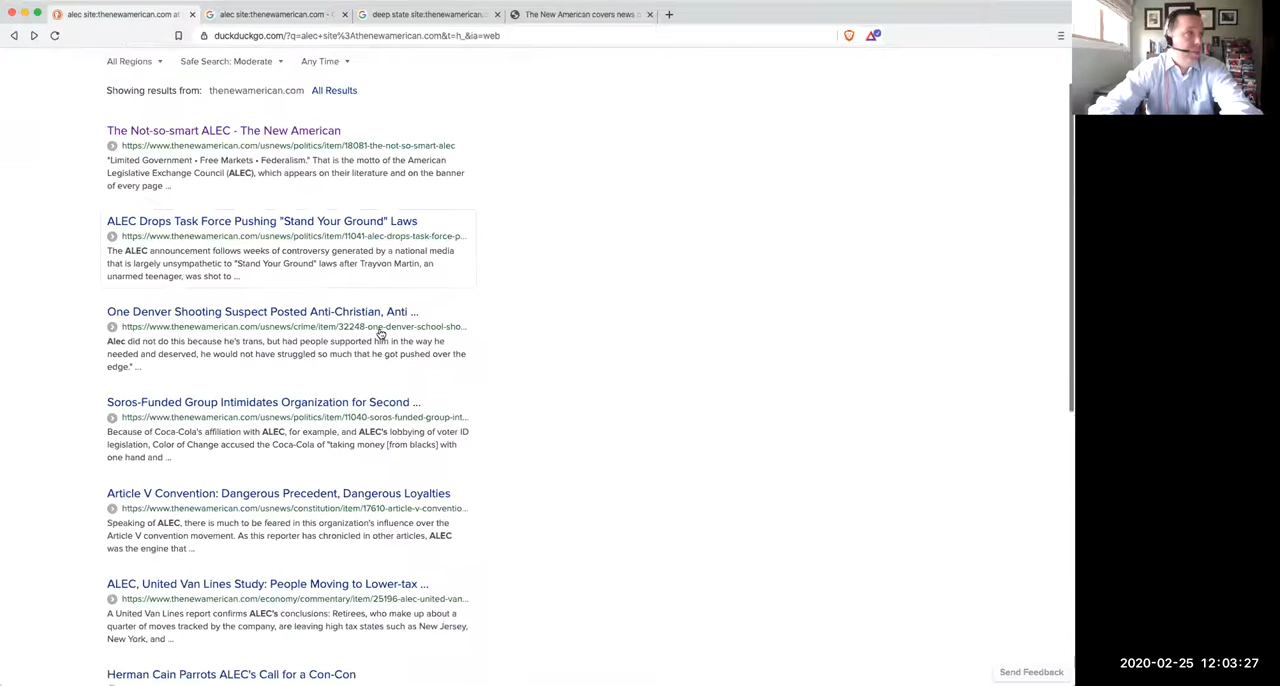 alec site:thenewamerican.com at
alec site:thenewamerican.com -
deep state site:thenewamerican.
The New American covers news
duckduckgo.com/?q=alec+site%3Athenewamerican.com&t=h_&ia=web
All Regions Safe Search: Moderate Any Time
Showing results from: thenewamerican.com All Results
The Not-so-smart ALEC - The New American
https://www.thenewamerican.com/usnews/politics/item/18081-the-not-so-smart-alec
"Limited Government • Free Markets • Federalism." That is the motto of the American
Legislative Exchange Council (ALEC), which appears on their literature and on the banner
of every page ...
ALEC Drops Task Force Pushing "Stand Your Ground" Laws
https://www.thenewamerican.com/usnews/politics/item/11041-alec-drops-task-force-p...
The ALEC announcement follows weeks of controversy generated by a national media
that is largely unsympathetic to "Stand Your Ground" laws after Trayvon Martin, an
unarmed teenager, was shot to ...
One Denver Shooting Suspect Posted Anti-Christian, Anti ...
https://www.thenewamerican.com/usnews/crime/item/32248-one-denver-school-sho...
Alec did not do this because he's trans, but had people supported him in the way he
needed and deserved, he would not have struggled so much that he got pushed over the
edge." ...
Soros-Funded Group Intimidates Organization for Second ...
https://www.thenewamerican.com/usnews/politics/item/11040-soros-funded-group-int...
Because of Coca-Cola's affiliation with ALEC, for example, and ALEC's lobbying of voter ID
legislation, Color of Change accused the Coca-Cola of "taking money [from blacks] with
one hand and ...
Article V Convention: Dangerous Precedent, Dangerous Loyalties
https://www.thenewamerican.com/usnews/constitution/item/17610-article-v-conventio...
Speaking of ALEC, there is much to be feared in this organization's influence over the
Article V convention movement. As this reporter has chronicled in other articles, ALEC
was the engine that ...
ALEC, United Van Lines Study: People Moving to Lower-tax ...
https://www.thenewamerican.com/economy/commentary/item/25196-alec-united-van...
A United Van Lines report confirms ALEC's conclusions: Retirees, who make up about a
quarter of moves tracked by the company, are leaving high tax states such as New Jersey,
New York, and ...
Herman Cain Parrots ALEC's Call for a Con-Con
Send Feedback
2020-02-25 12:03:27